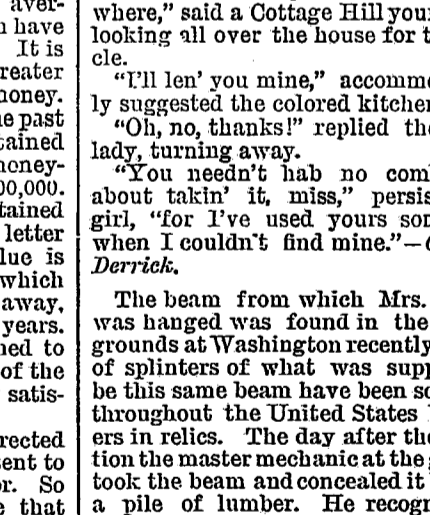 aver-
have
It is
reater
money.
e past
tained
money-
00,000.
tained
letter
lue is
which
away,
years.
ned to
of the
satis-
rected
sent to
r. So
e that
where," said a Cottage Hill you
looking all over the house for t
cle.
"I'll len' you mine," accomm
ly suggested the colored kitche
"Oh, no, thanks!" replied th
lady, turning away.
"You needn't hab no com
about takin' it, miss," persis
girl, "for I've used yours so
when I couldn't find mine."—
Derrick.
The beam from which Mrs.
was hanged was found in the
grounds at Washington recently
of splinters of what was supp
be this same beam have been so
throughout the United States
ers in relics. The day after the
tion the master mechanic at the
took the beam and concealed it
a pile of lumber. He recogn